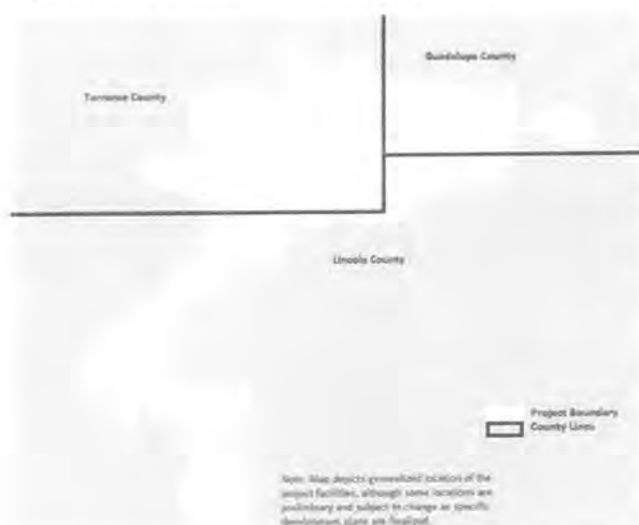 Guadalupe County
Torrance County
Lincoln County
Project Boundary
County Lines
Note: Map depicts generalized location of the
project facilities, although some locations are
preliminary and subject to change as specific
development plans are finalized.